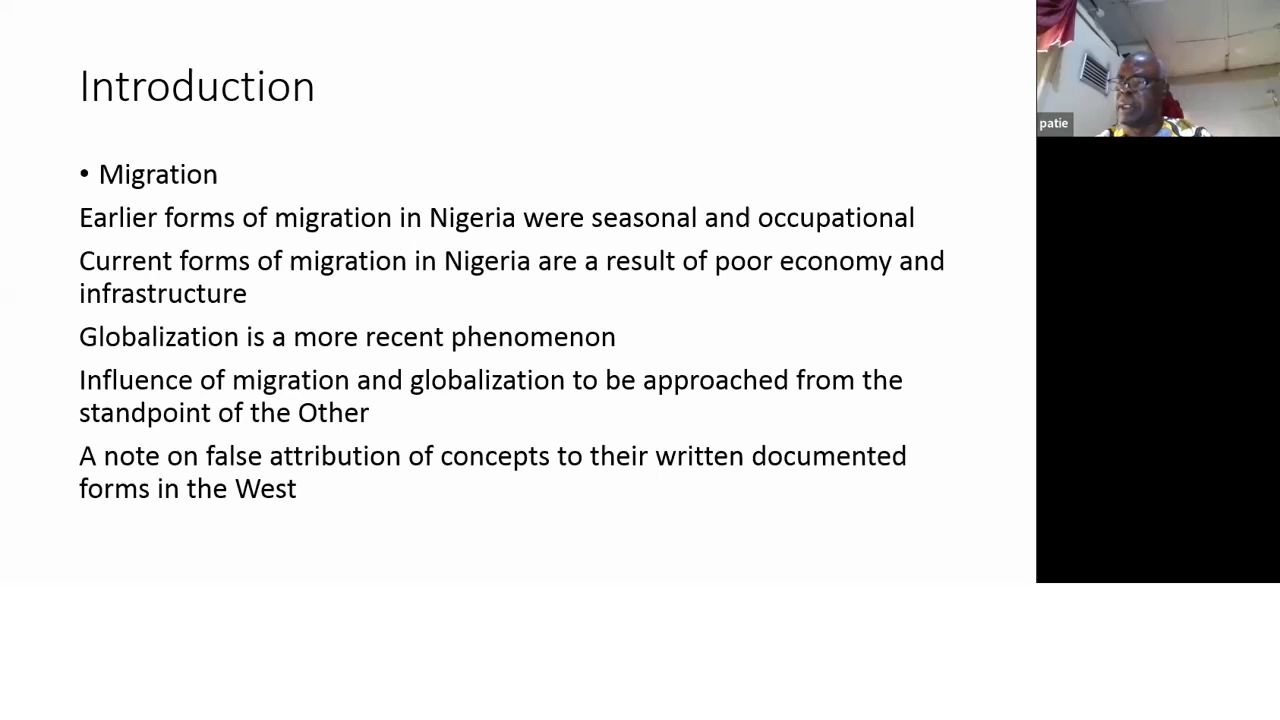 Introduction
• Migration
Earlier forms of migration in Nigeria were seasonal and occupational
Current forms of migration in Nigeria are a result of poor economy and
infrastructure
Globalization is a more recent phenomenon
Influence of migration and globalization to be approached from the
standpoint of the Other
A note on false attribution of concepts to their written documented
forms in the West
patie